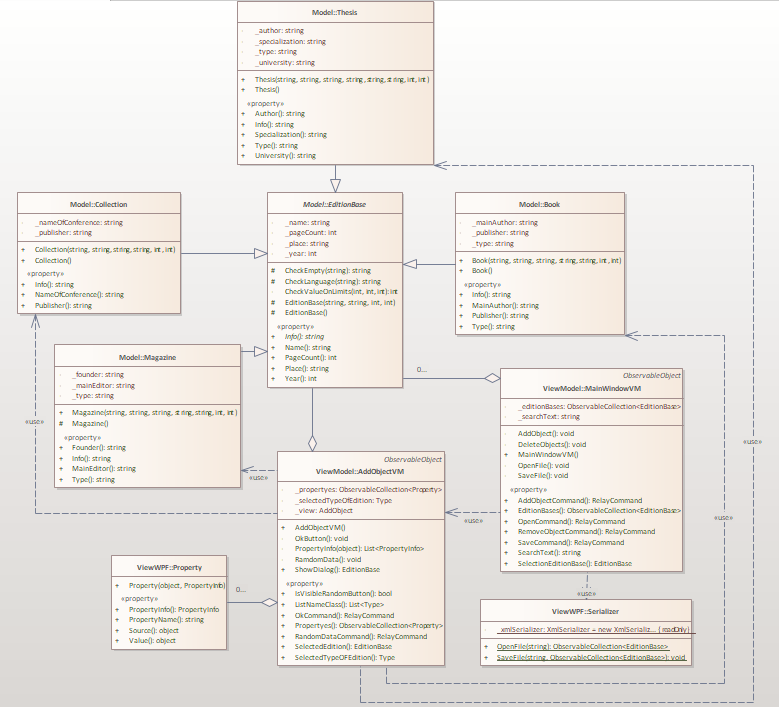 Model::Thesis
- _author: string
- _specialization: string
- _type: string
- _university: string
+ Thesis(string, string, string, string, string, string, int, int)
+ Thesis()
«property»
+ Author(): string
+ Info(): string
+ Specialization(): string
+ Type(): string
+ University(): string
Model::Collection
- _nameOfConference: string
- _publisher: string
+ Collection(string, string, string, string, int, int)
+ Collection()
«property»
+ Info(): string
+ NameOfConference(): string
+ Publisher(): string
Model::EditionBase
- _name: string
- _pageCount: int
- _place: string
- _year: int
# CheckEmpty(string): string
# CheckLanguage(string): string
- CheckValueOnLimits(int, int, int): int
# EditionBase(string, string, int, int)
# EditionBase()
«property»
+ Info(): string
+ Name(): string
+ PageCount(): int
+ Place(): string
+ Year(): int
Model::Book
- _mainAuthor: string
- _publisher: string
- _type: string
+ Book(string, string, string, string, string, int, int)
+ Book()
«property»
+ Info(): string
+ MainAuthor(): string
+ Publisher(): string
+ Type(): string
Model::Magazine
- _founder: string
- _mainEditor: string
- _type: string
+ Magazine(string, string, string, string, string, int, int)
# Magazine()
«property»
+ Founder(): string
+ Info(): string
+ MainEditor(): string
+ Type(): string
0...
ObservableObject
ViewModel::MainWindowVM
- _editionBases: ObservableCollection<EditionBase>
- _searchText: string
- AddObject(): void
- DeleteObjects(): void
+ MainWindowVM()
- OpenFile(): void
- SaveFile(): void
«property»
+ AddObjectCommand(): RelayCommand
+ EditionBases(): ObservableCollection<EditionBase>
+ OpenCommand(): RelayCommand
+ RemoveObjectCommand(): RelayCommand
+ SaveCommand(): RelayCommand
+ SearchText(): string
+ SelectionEditionBase(): EditionBase
«use»
«use»
«use»
«use»
«use»
«use»
ObservableObject
ViewModel::AddObjectVM
- _propertyes: ObservableCollection<Property>
- _selectedTypeOfEdition: Type
- _view: AddObject
+ AddObjectVM()
- OkButton(): void
- PropertyInfo(object): List<PropertyInfo>
- RamdomData(): void
+ ShowDialog(): EditionBase
«property»
+ IsVisibleRandomButton(): bool
+ ListNameClass(): List<Type>
+ OkCommand(): RelayCommand
+ Propertyes(): ObservableCollection<Property>
+ RandomDataCommand(): RelayCommand
+ SelectedEdition(): EditionBase
+ SelectedTypeOFEdition(): Type
ViewWPF::Property
+ Property(object, PropertyInfo)
«property»
+ PropertyInfo(): PropertyInfo
+ PropertyName(): string
+ Source(): object
+ Value(): object
0...
ViewWPF::Serializer
- _xmlSerializer: XmlSerializer = new XmlSerializ... {readOnly}
+ OpenFile(string): ObservableCollection<EditionBase>
+ SaveFile(string, ObservableCollection<EditionBase>): void